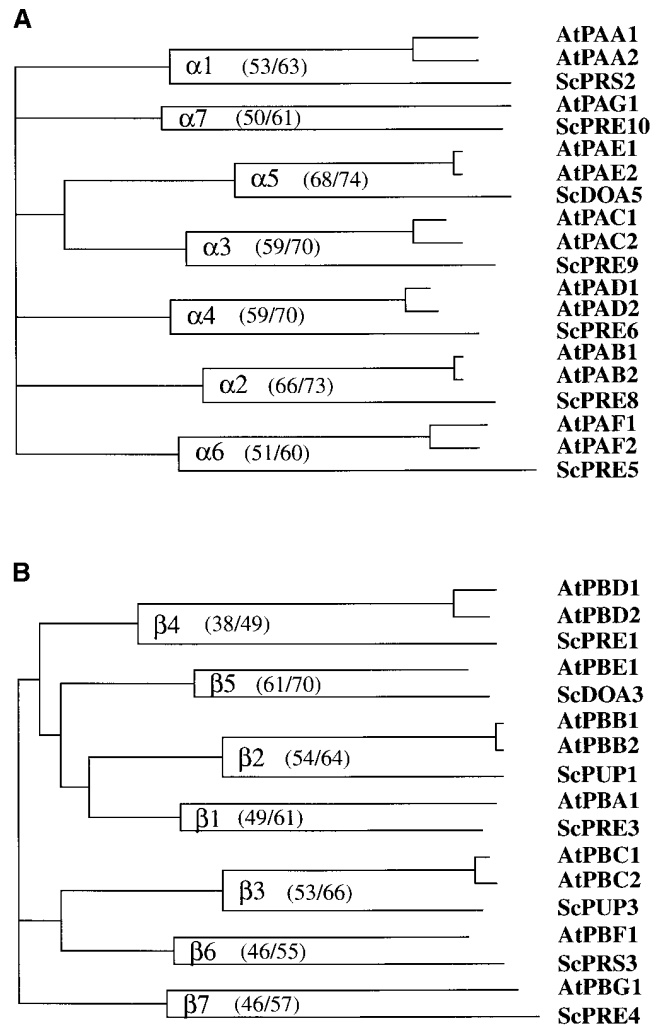 A
AtPAA1
AtPAA2
α1 (53/63)
ScPRS2
AtPAG1
α7 (50/61)
ScPRE10
AtPAE1
AtPAE2
α5 (68/74)
ScDOA5
AtPAC1
AtPAC2
α3 (59/70)
ScPRE9
AtPAD1
AtPAD2
α4 (59/70)
ScPRE6
AtPAB1
AtPAB2
α2 (66/73)
ScPRE8
AtPAF1
AtPAF2
α6 (51/60)
ScPRE5
B
AtPBD1
AtPBD2
β4 (38/49)
ScPRE1
AtPBE1
β5 (61/70)
ScDOA3
AtPBB1
AtPBB2
β2 (54/64)
ScPUP1
AtPBA1
β1 (49/61)
ScPRE3
AtPBC1
AtPBC2
β3 (53/66)
ScPUP3
AtPBF1
β6 (46/55)
ScPRS3
AtPBG1
β7 (46/57)
ScPRE4